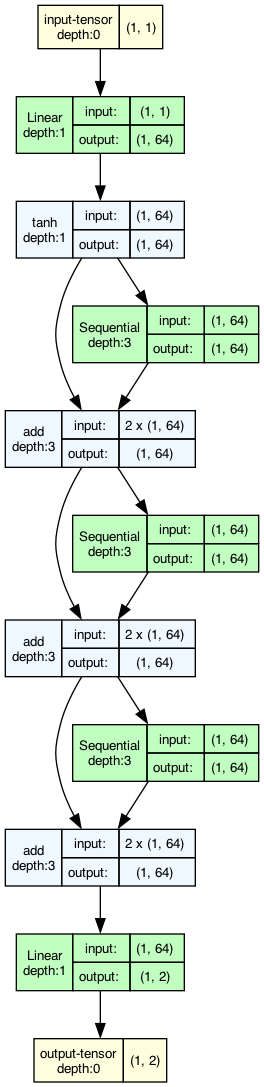 input-tensor
depth:0
(1, 1)
Linear
depth:1
input:
(1, 1)
output:
(1, 64)
tanh
depth:1
input:
(1, 64)
output:
(1, 64)
Sequential
depth:3
input:
(1, 64)
output:
(1, 64)
add
depth:3
input:
2 x (1, 64)
output:
(1, 64)
Sequential
depth:3
input:
(1, 64)
output:
(1, 64)
add
depth:3
input:
2 x (1, 64)
output:
(1, 64)
Sequential
depth:3
input:
(1, 64)
output:
(1, 64)
add
depth:3
input:
2 x (1, 64)
output:
(1, 64)
Linear
depth:1
input:
(1, 64)
output:
(1, 2)
output-tensor
depth:0
(1, 2)